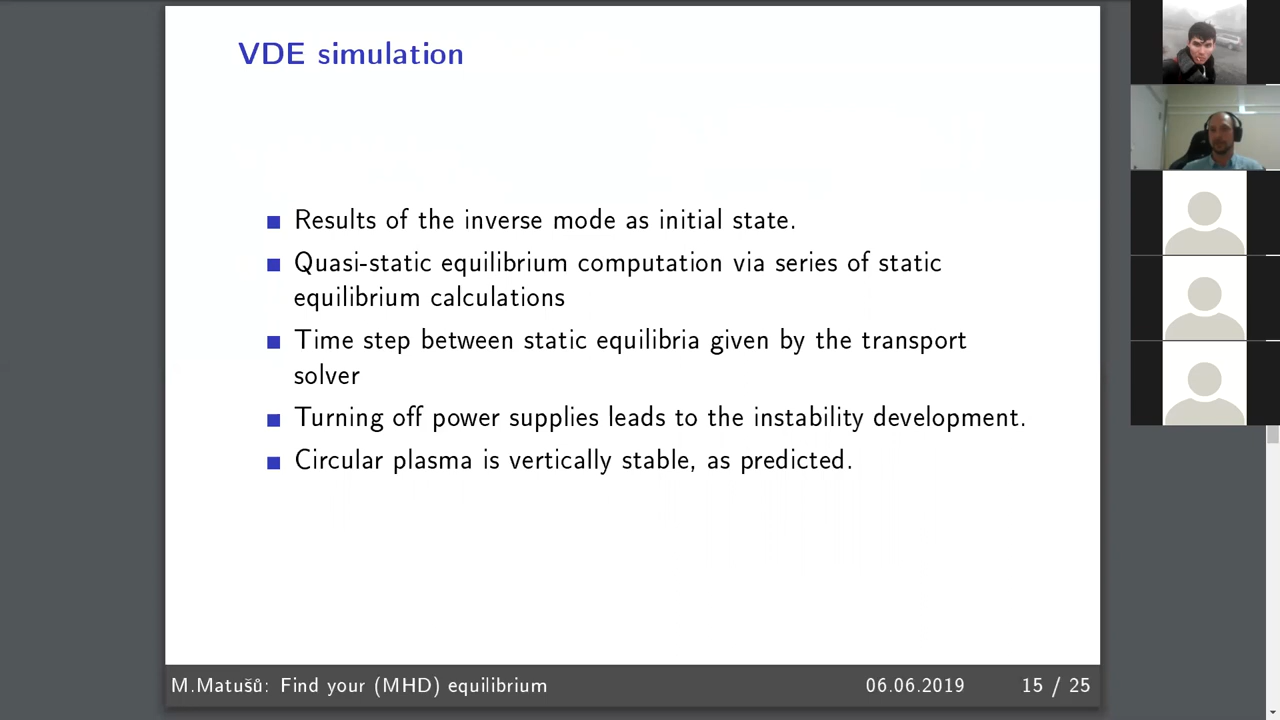 VDE simulation
Results of the inverse mode as initial state.
Quasi-static equilibrium computation via series of static
equilibrium calculations
Time step between static equilibria given by the transport
solver
Turning off power supplies leads to the instability development.
Circular plasma is vertically stable, as predicted.
M.Matušů: Find your (MHD) equilibrium 06.06.2019 15 / 25